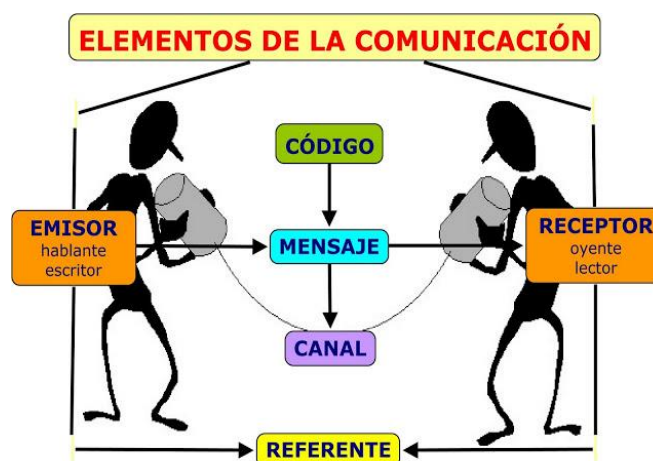 ELEMENTOS DE LA COMUNICACIÓN
CÓDIGO
EMISOR
hablante
escritor
MENSAJE
RECEPTOR
oyente
lector
CANAL
REFERENTE